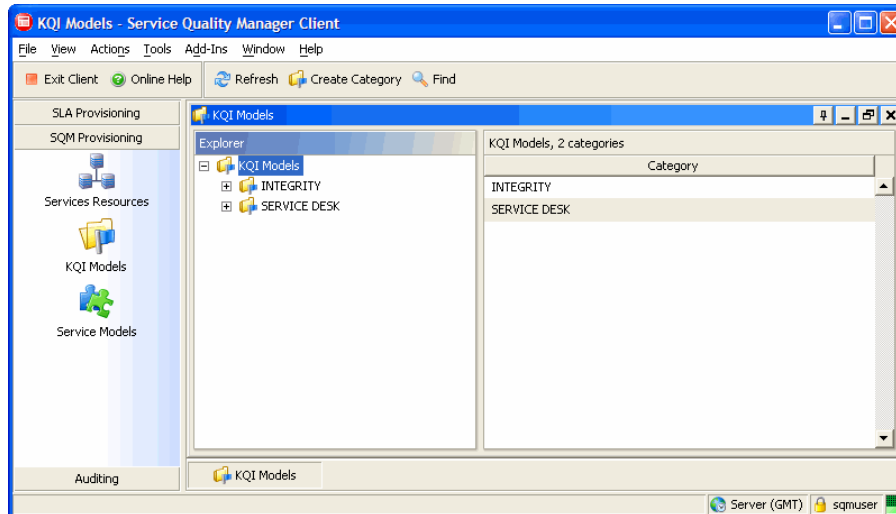 KQI Models - Service Quality Manager Client
File View Actions Tools Add-Ins Window Help
Exit Client Online Help Refresh Create Category Find
SLA Provisioning
SQM Provisioning
Services Resources
KQI Models
Service Models
Auditing
KQI Models
Explorer
KQI Models
INTEGRITY
SERVICE DESK
KQI Models, 2 categories
Category
INTEGRITY
SERVICE DESK
KQI Models
Server (GMT) sqmuser